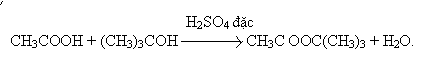 H2SO4 đặc
CH3COOH + (CH3)3COH ⟶ CH3C OOC(CH3)3 + H2O.